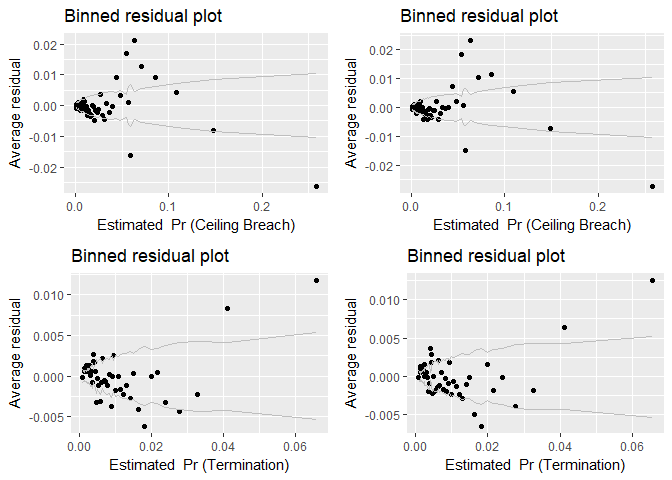 Binned residual plot
0.02
0.01
0.00
-0.01
-0.02
Average residual
0.0
0.1
0.2
Estimated Pr (Ceiling Breach)
Binned residual plot
0.02
0.01
0.00
-0.01
-0.02
Average residual
0.0
0.1
0.2
Estimated Pr (Ceiling Breach)
Binned residual plot
0.010
0.005
0.000
-0.005
Average residual
0.00
0.02
0.04
0.06
Estimated Pr (Termination)
Binned residual plot
0.010
0.005
0.000
-0.005
Average residual
0.00
0.02
0.04
0.06
Estimated Pr (Termination)